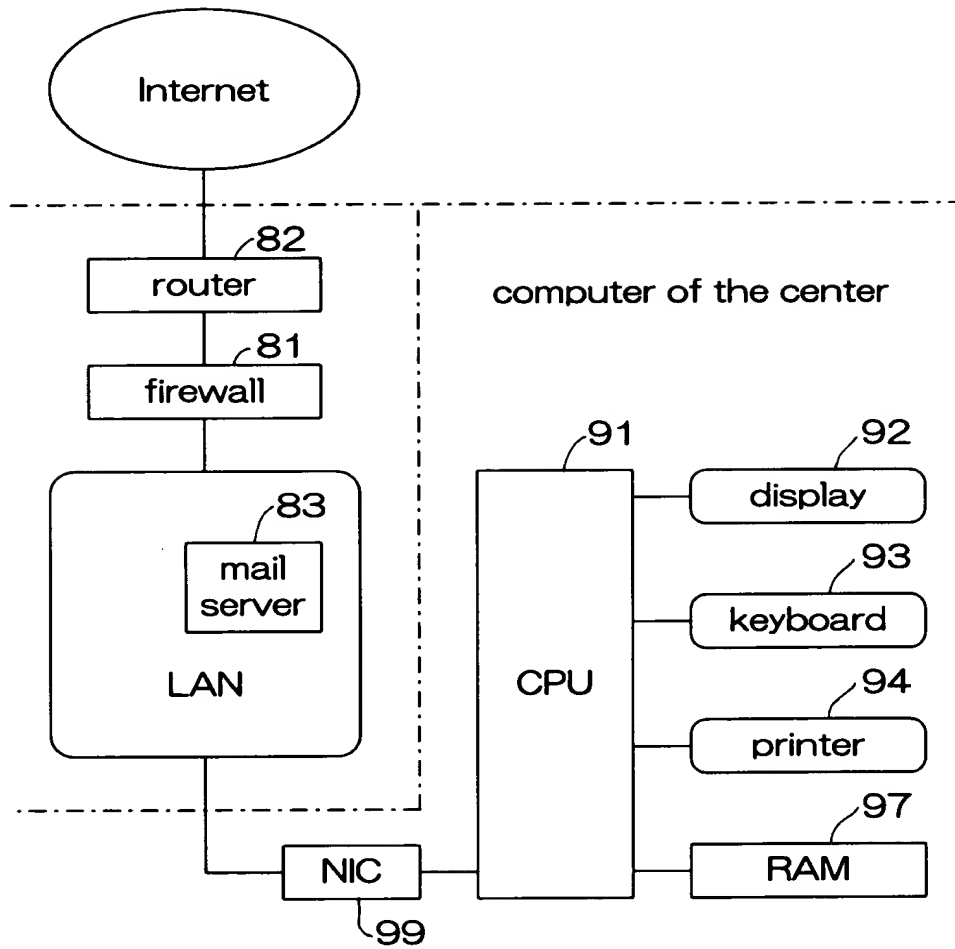 Internet
82
router
computer of the center
81
firewall
91
92
display
83
mail
server
93
keyboard
LAN
CPU
94
printer
97
RAM
NIC
99